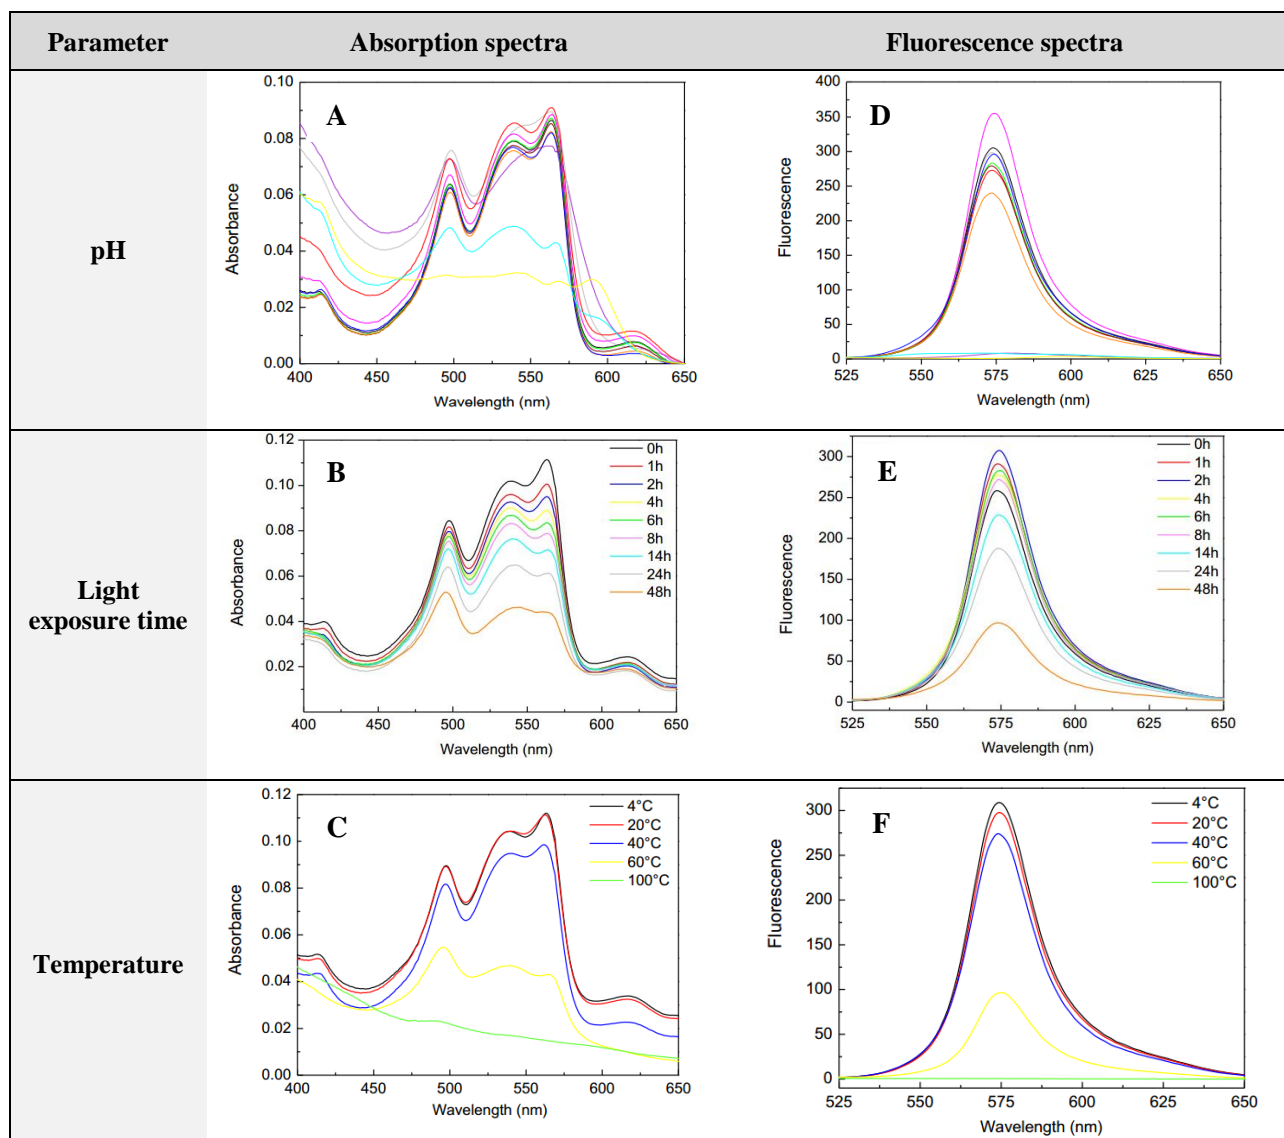 Parameter Absorption spectra Fluorescence spectra
pH
A
0.10
0.08
0.06
0.04
0.02
0.00
Absorbance
400 450 500 550 600 650
Wavelength (nm)
D
400
350
300
250
200
150
100
50
0
Fluorescence
525 550 575 600 625 650
Wavelength (nm)
Light
exposure time
B
0.12
0.10
0.08
0.06
0.04
0.02
Absorbance
0h
1h
2h
4h
6h
8h
14h
24h
48h
400 450 500 550 600 650
Wavelength (nm)
E
300
250
200
150
100
50
0
Fluorescence
0h
1h
2h
4h
6h
8h
14h
24h
48h
525 550 575 600 625 650
Wavelength (nm)
Temperature
C
0.12
0.10
0.08
0.06
0.04
0.02
0.00
Absorbance
4°C
20°C
40°C
60°C
100°C
400 450 500 550 600 650
Wavelength (nm)
F
300
250
200
150
100
50
0
Fluorescence
4°C
20°C
40°C
60°C
100°C
525 550 575 600 625 650
Wavelength (nm)